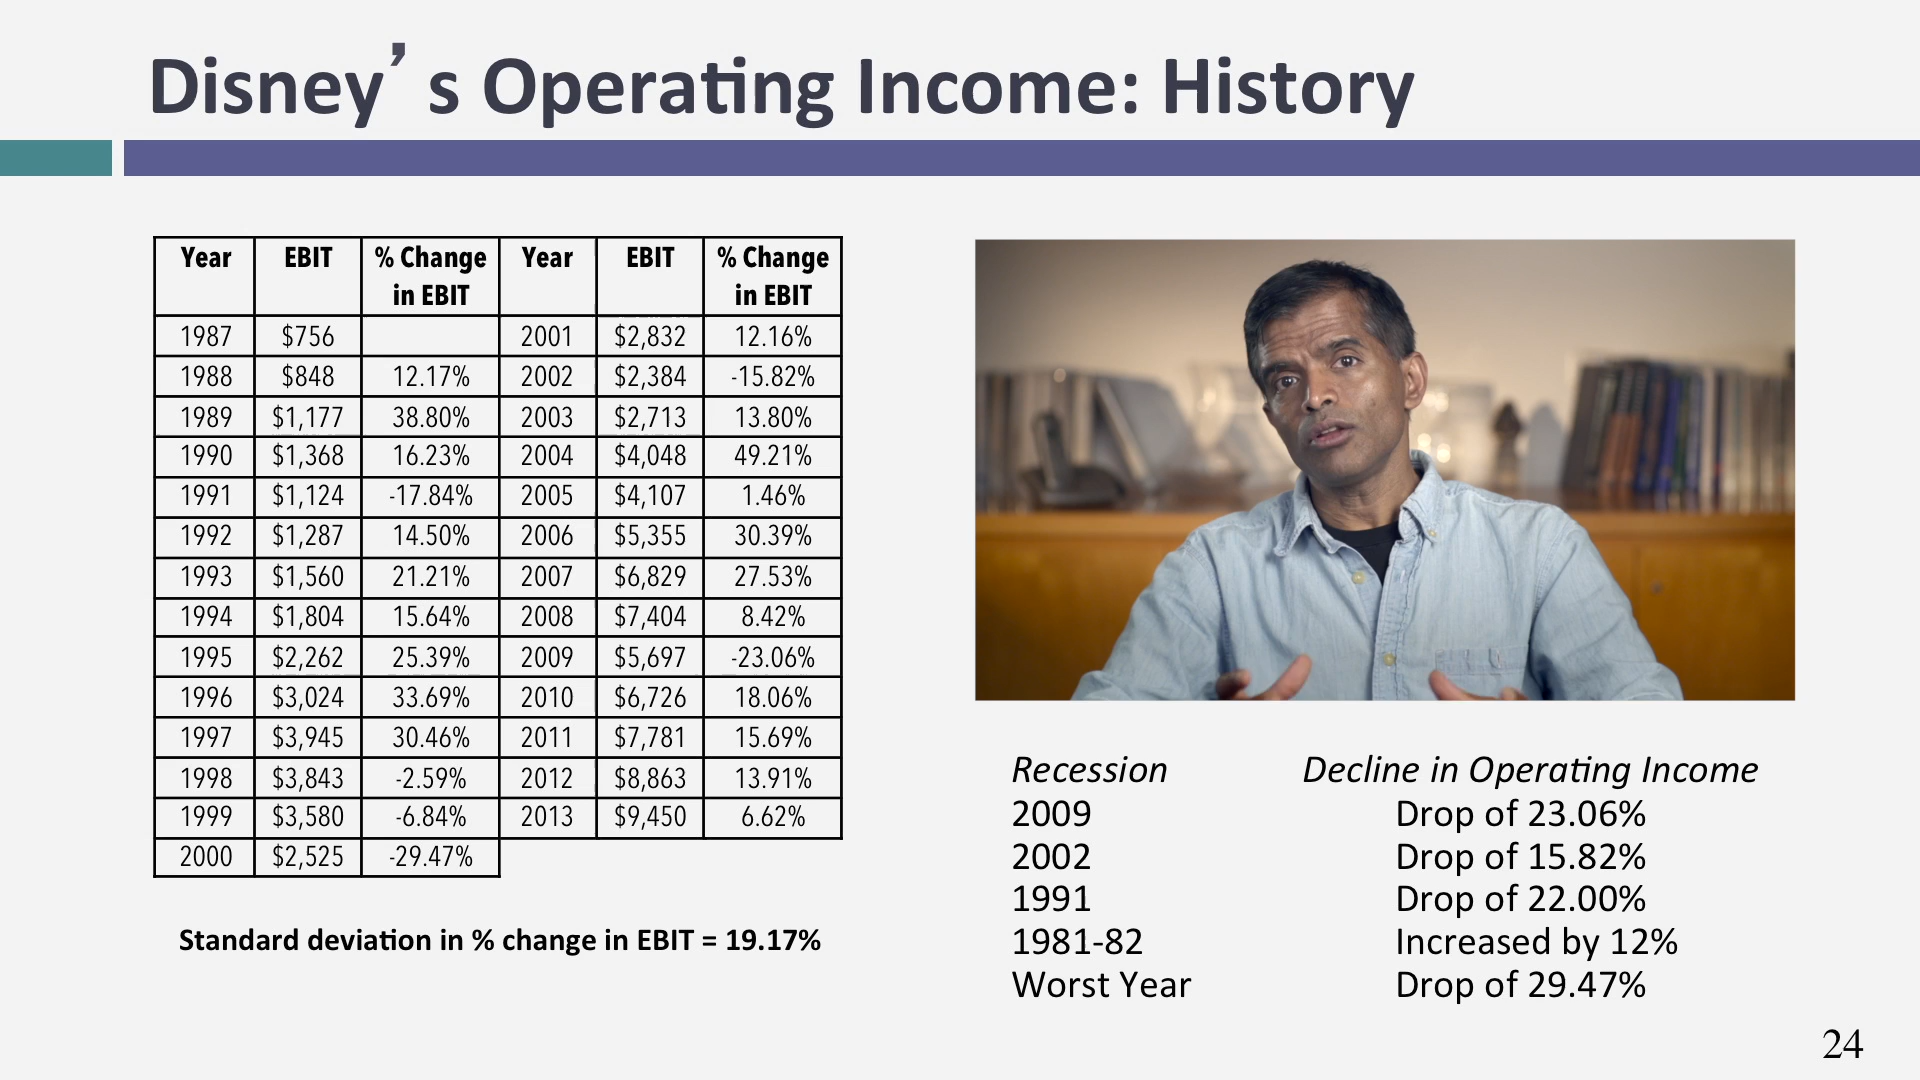 Disney’s Operating Income: History
Year EBIT % Change in EBIT Year EBIT % Change in EBIT
1987 $756 2001 $2,832 12.16%
1988 $848 12.17% 2002 $2,384 -15.82%
1989 $1,177 38.80% 2003 $2,713 13.80%
1990 $1,368 16.23% 2004 $4,048 49.21%
1991 $1,124 -17.84% 2005 $4,107 1.46%
1992 $1,287 14.50% 2006 $5,355 30.39%
1993 $1,560 21.21% 2007 $6,829 27.53%
1994 $1,804 15.64% 2008 $7,404 8.42%
1995 $2,262 25.39% 2009 $5,697 -23.06%
1996 $3,024 33.69% 2010 $6,726 18.06%
1997 $3,945 30.46% 2011 $7,781 15.69%
1998 $3,843 -2.59% 2012 $8,863 13.91%
1999 $3,580 -6.84% 2013 $9,450 6.62%
2000 $2,525 -29.47%
Standard deviation in % change in EBIT = 19.17%
Recession Decline in Operating Income
2009 Drop of 23.06%
2002 Drop of 15.82%
1991 Drop of 22.00%
1981-82 Increased by 12%
Worst Year Drop of 29.47%
24